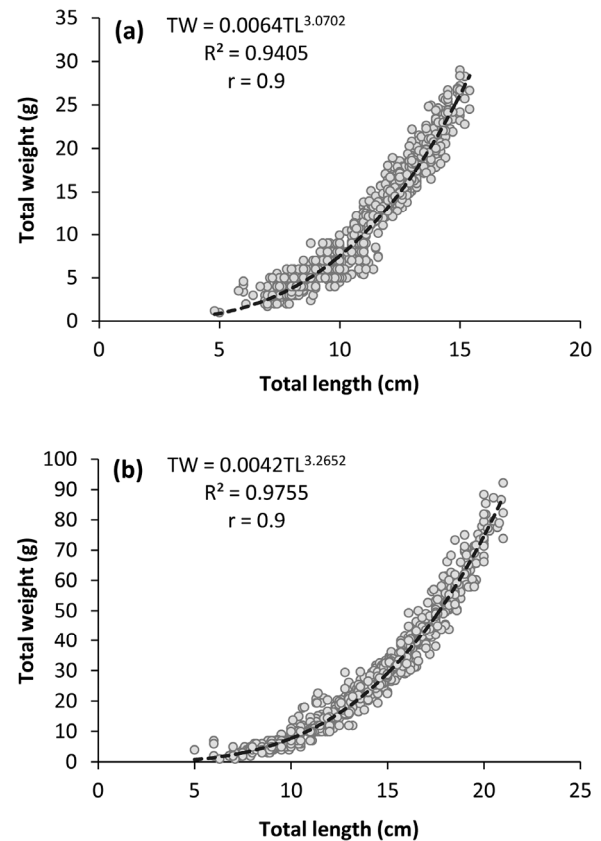 (a)
TW = 0.0064TL^3.0702
R² = 0.9405
r = 0.9
35
30
25
20
15
10
5
0
Total weight (g)
0 5 10 15 20
Total length (cm)
(b)
TW = 0.0042TL^3.2652
R² = 0.9755
r = 0.9
100
90
80
70
60
50
40
30
20
10
0
Total weight (g)
0 5 10 15 20 25
Total length (cm)